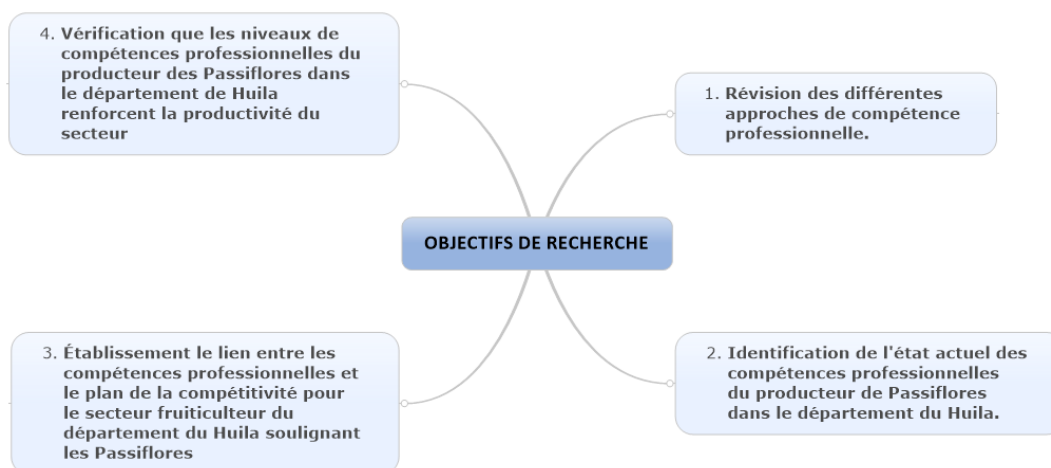 4. Vérification que les niveaux de
compétences professionnelles du
producteur des Passiflores dans
le département de Huila
renforcent la productivité du
secteur
1. Révision des différentes
approches de compétence
professionnelle.
OBJECTIFS DE RECHERCHE
3. Établissement le lien entre les
compétences professionnelles et
le plan de la compétitivité pour
le secteur fruiticulteur du
département du Huila soulignant
les Passiflores
2. Identification de l'état actuel des
compétences professionnelles
du producteur de Passiflores
dans le département du Huila.